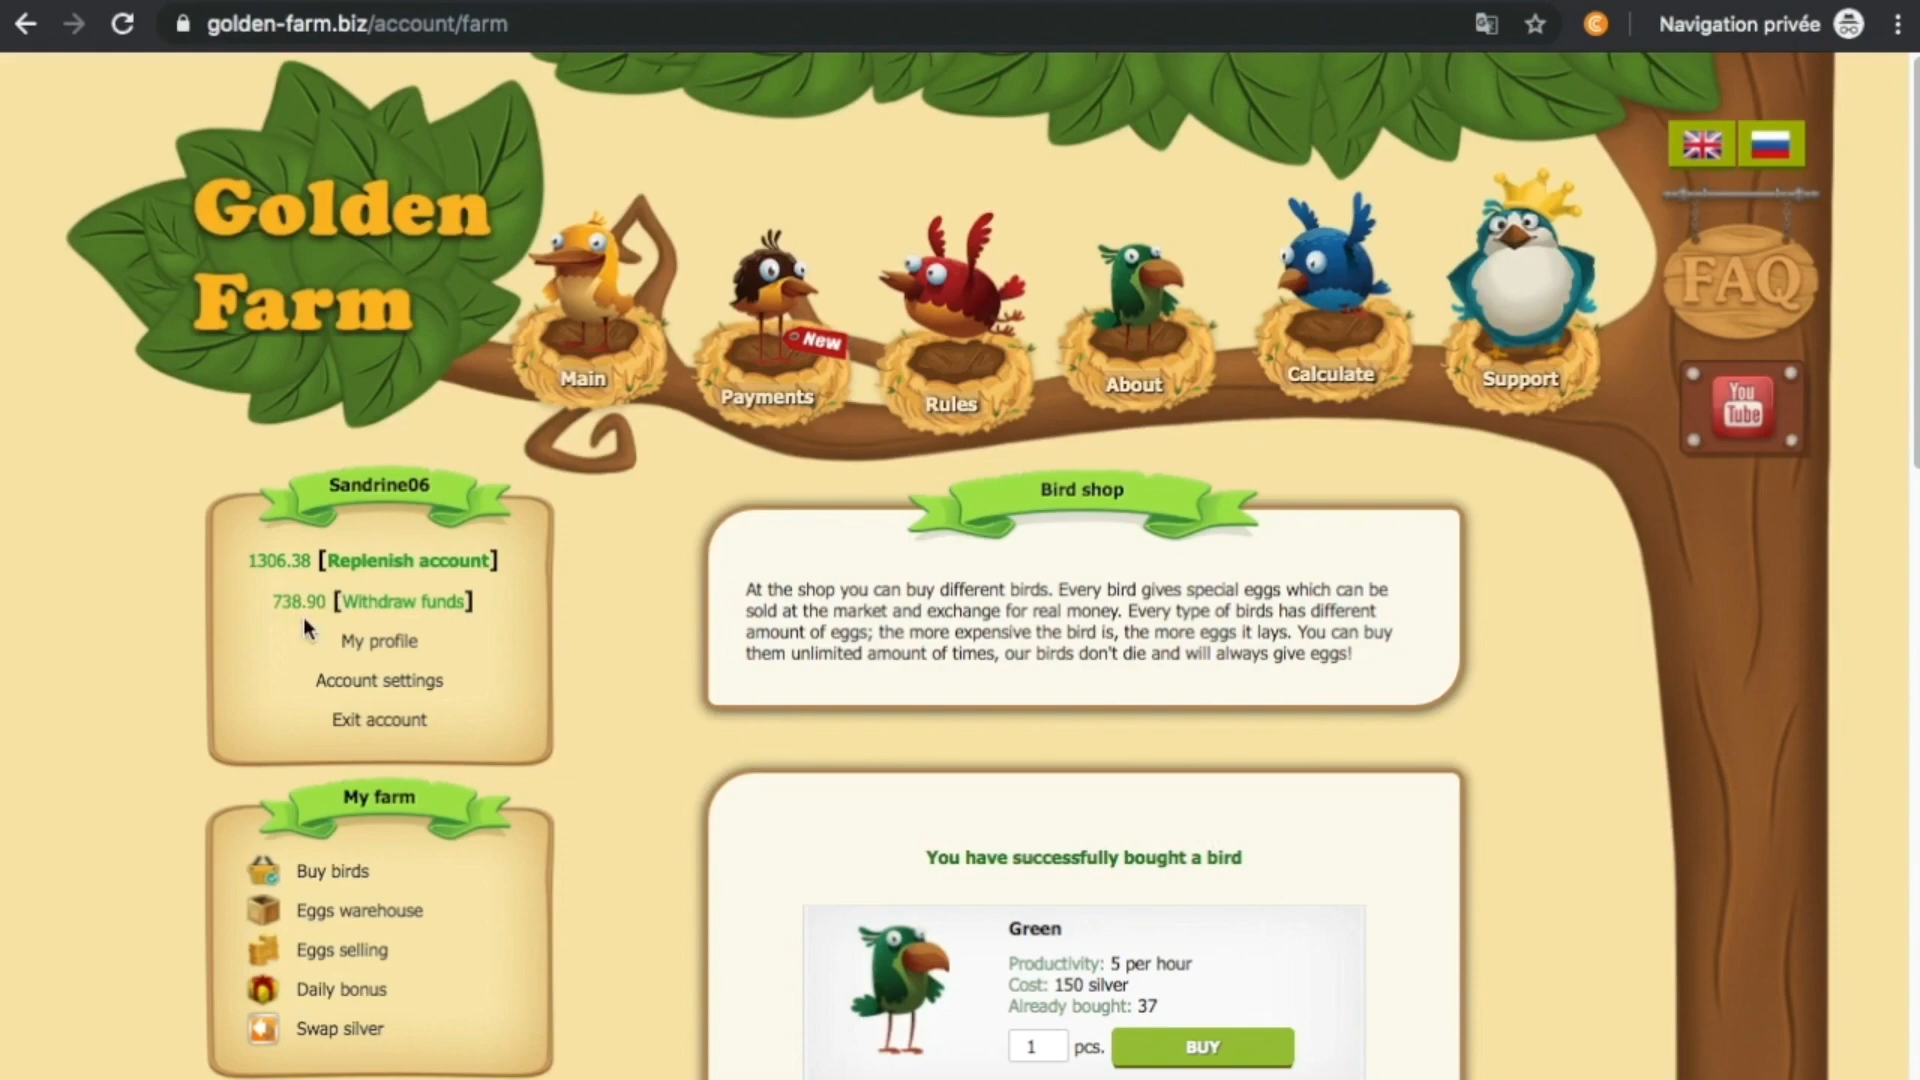 golden-farm.biz/account/farm
Navigation privée
Golden
Farm
Main
Payments
New
Rules
About
Calculate
Support
FAQ
You
Tube
Sandrine06
1306.38 [Replenish account]
738.90 [Withdraw funds]
My profile
Account settings
Exit account
My farm
Buy birds
Eggs warehouse
Eggs selling
Daily bonus
Swap silver
Bird shop
At the shop you can buy different birds. Every bird gives special eggs which can be
sold at the market and exchange for real money. Every type of birds has different
amount of eggs; the more expensive the bird is, the more eggs it lays. You can buy
them unlimited amount of times, our birds don't die and will always give eggs!
You have successfully bought a bird
Green
Productivity: 5 per hour
Cost: 150 silver
Already bought: 37
1 pcs. BUY